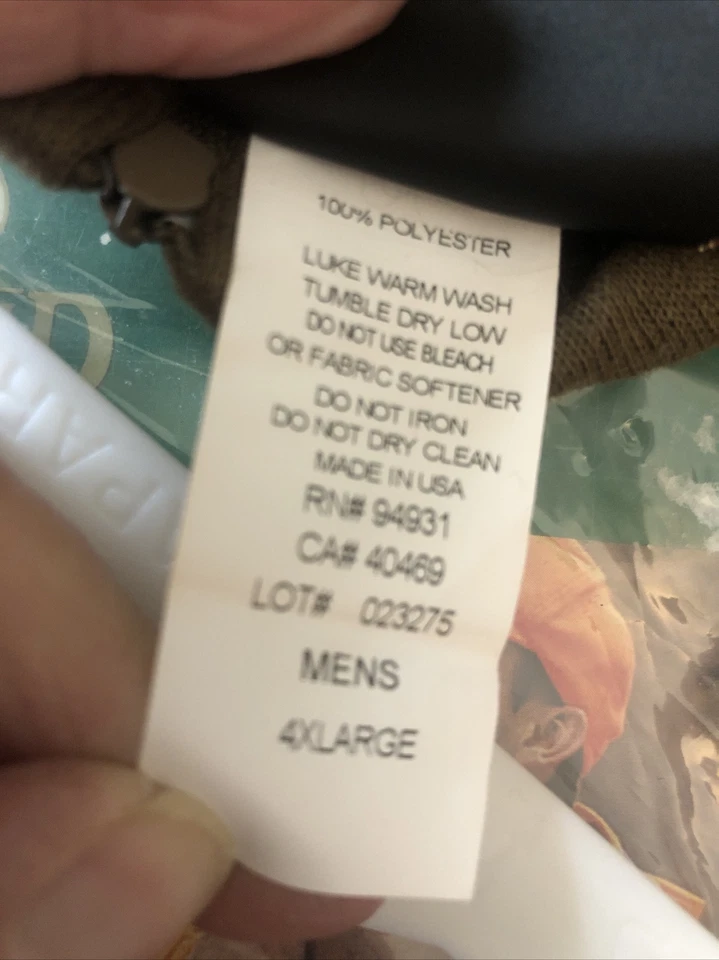 100% POLYESTER
LUKE WARM WASH
TUMBLE DRY LOW
DO NOT USE BLEACH
OR FABRIC SOFTENER
DO NOT IRON
DO NOT DRY CLEAN
MADE IN USA
RN# 94931
CA# 40469
LOT# 023275
MENS
4XLARGE